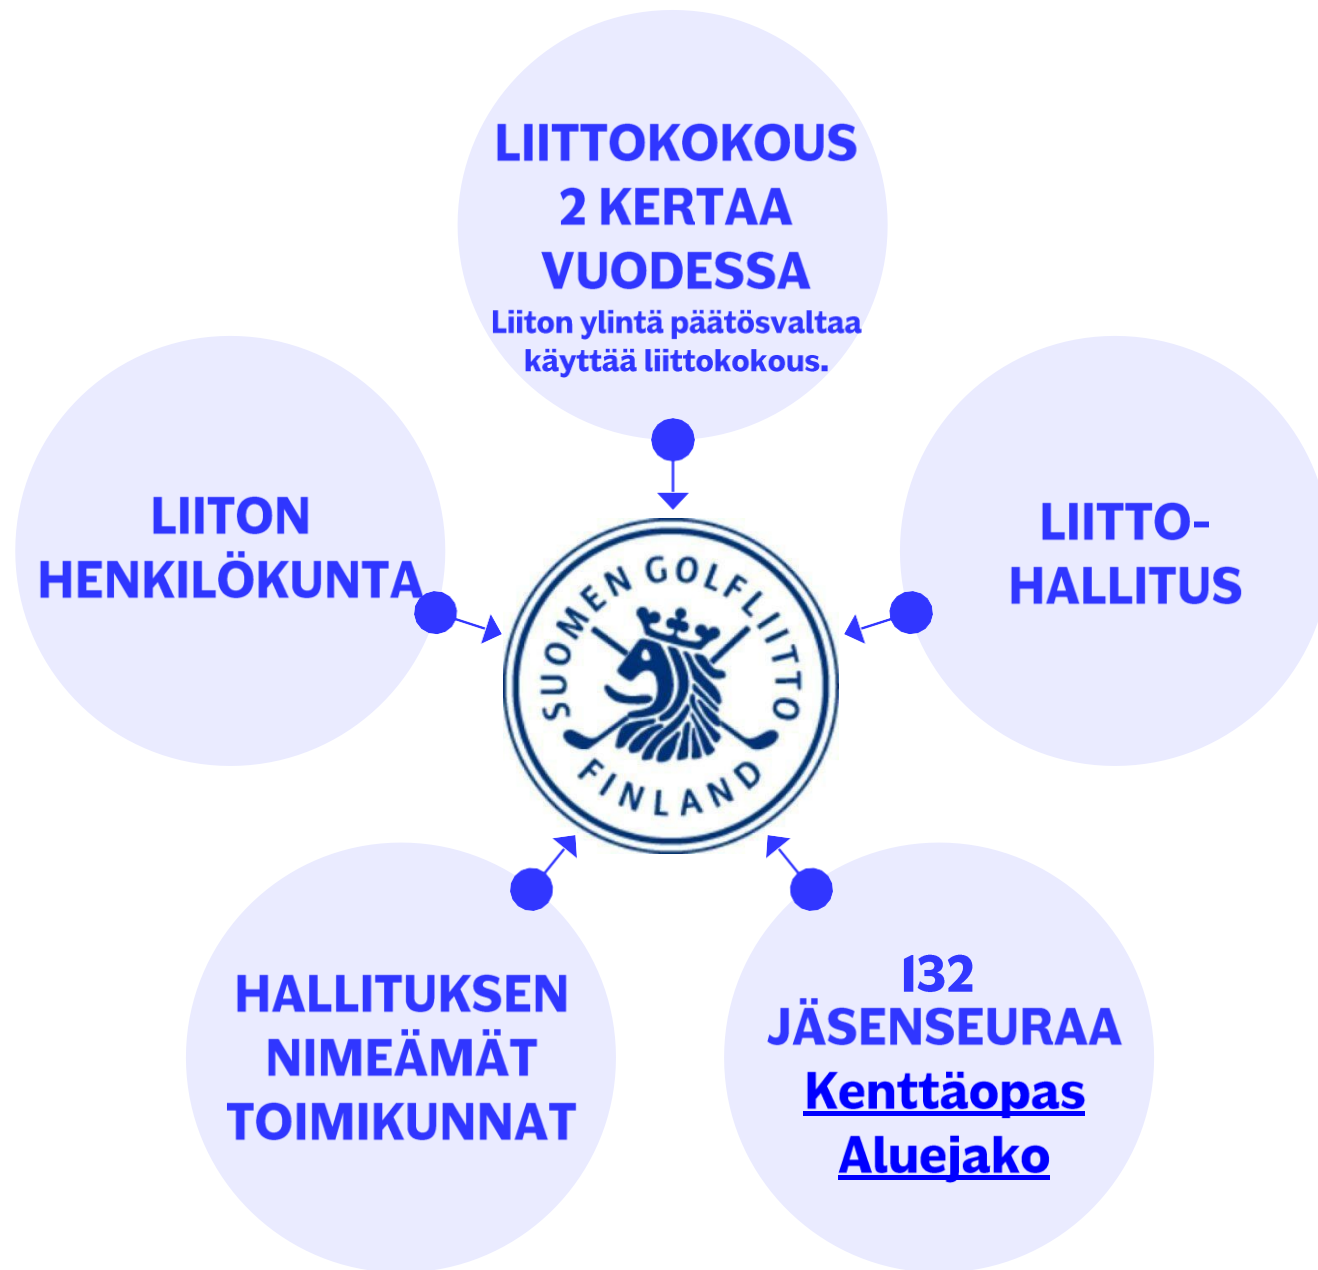 LIITTOKOKOUS
2 KERTAA
VUODESSA
Liiton ylintä päätösvaltaa
käyttää liittokokous.
LIITON
HENKILÖKUNTA
LIITTO-
HALLITUS
SUOMEN GOLFLIITTO
FINLAND
HALLITUKSEN
NIMEÄMÄT
TOIMIKUNNAT
132
JÄSENSEURAA
Kenttäopas
Aluejako